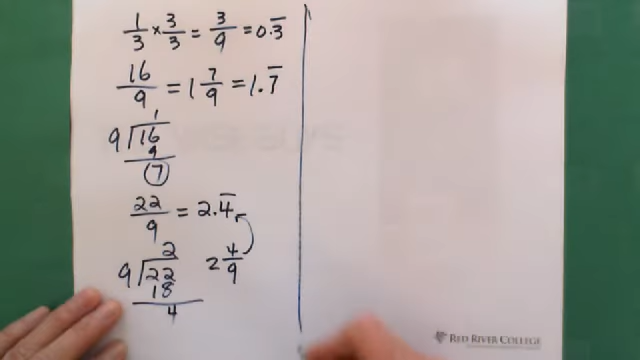 1/3 × 3/3 = 3/9 = 0.3̅
16/9 = 1 7/9 = 1.7̅
1
9 ⟌16
9
7
22/9 = 2.4̅
2
9 ⟌22 2 4/9
18
4
RED RIVER COLLEGE